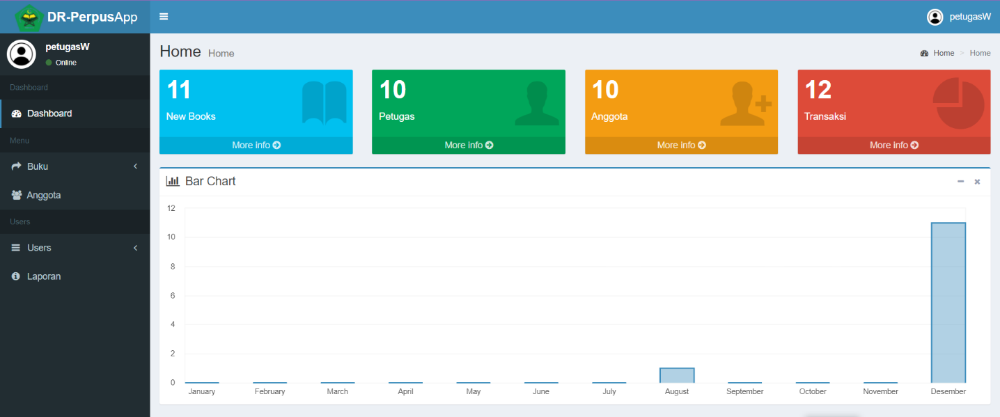 DR-PerpusApp
petugasW
petugasW
Online
Home Home
Home > Home
Dashboard
Dashboard
Menu
Buku
Anggota
Users
Users
Laporan
11
New Books
More info
10
Petugas
More info
10
Anggota
More info
12
Transaksi
More info
Bar Chart
12
10
8
6
4
2
0
January February March April May June July August September October November Desember